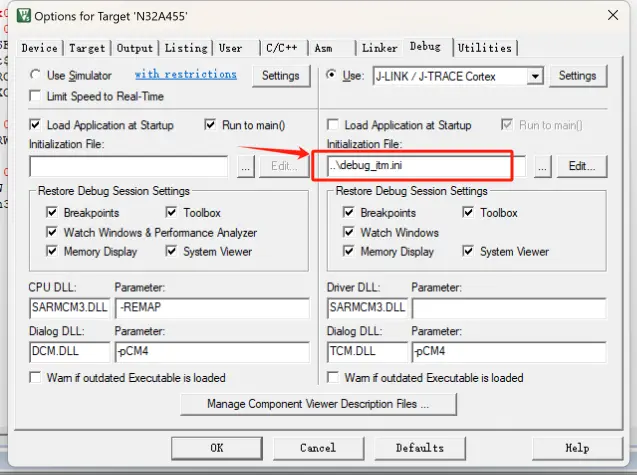 Options for Target 'N32A455'
Device Target Output Listing User C/C++ Asm Linker Debug Utilities
Use Simulator with restrictions Settings
Limit Speed to Real-Time
Use: J-LINK / J-TRACE Cortex Settings
Load Application at Startup Run to main()
Initialization File:
... Edit...
Load Application at Startup Run to main()
Initialization File:
..\debug_itm.ini ... Edit...
Restore Debug Session Settings
Breakpoints Toolbox
Watch Windows & Performance Analyzer
Memory Display System Viewer
Restore Debug Session Settings
Breakpoints Toolbox
Watch Windows
Memory Display System Viewer
CPU DLL: Parameter:
SARMCM3.DLL -REMAP
Dialog DLL: Parameter:
DCM.DLL -pCM4
Warn if outdated Executable is loaded
Driver DLL: Parameter:
SARMCM3.DLL
Dialog DLL: Parameter:
TCM.DLL -pCM4
Warn if outdated Executable is loaded
Manage Component Viewer Description Files ...
OK Cancel Defaults Help